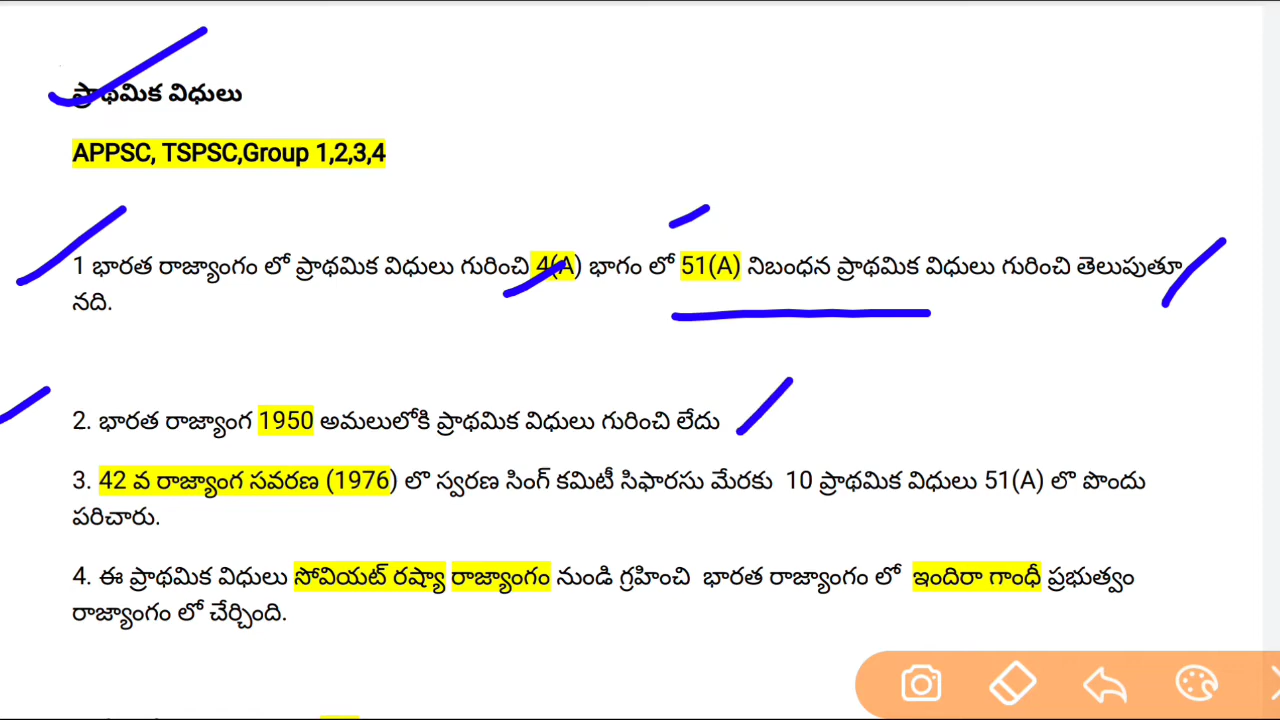 ప్రాథమిక విధులు
APPSC, TSPSC,Group 1,2,3,4
1 భారత రాజ్యాంగం లో ప్రాథమిక విధులు గురించి 4(A) భాగం లో 51(A) నిబంధన ప్రాథమిక విధులు గురించి తెలుపుతూ
నది.
2. భారత రాజ్యాంగ 1950 అమలులోకి ప్రాథమిక విధులు గురించి లేదు
3. 42 వ రాజ్యాంగ సవరణ (1976) లొ స్వరణ సింగ్ కమిటీ సిఫారసు మేరకు 10 ప్రాథమిక విధులు 51(A) లొ పొందు
పరిచారు.
4. ఈ ప్రాథమిక విధులు సోవియట్ రష్యా రాజ్యాంగం నుండి గ్రహించి భారత రాజ్యాంగం లో ఇందిరా గాంధీ ప్రభుత్వం
రాజ్యాంగం లో చేర్చింది.